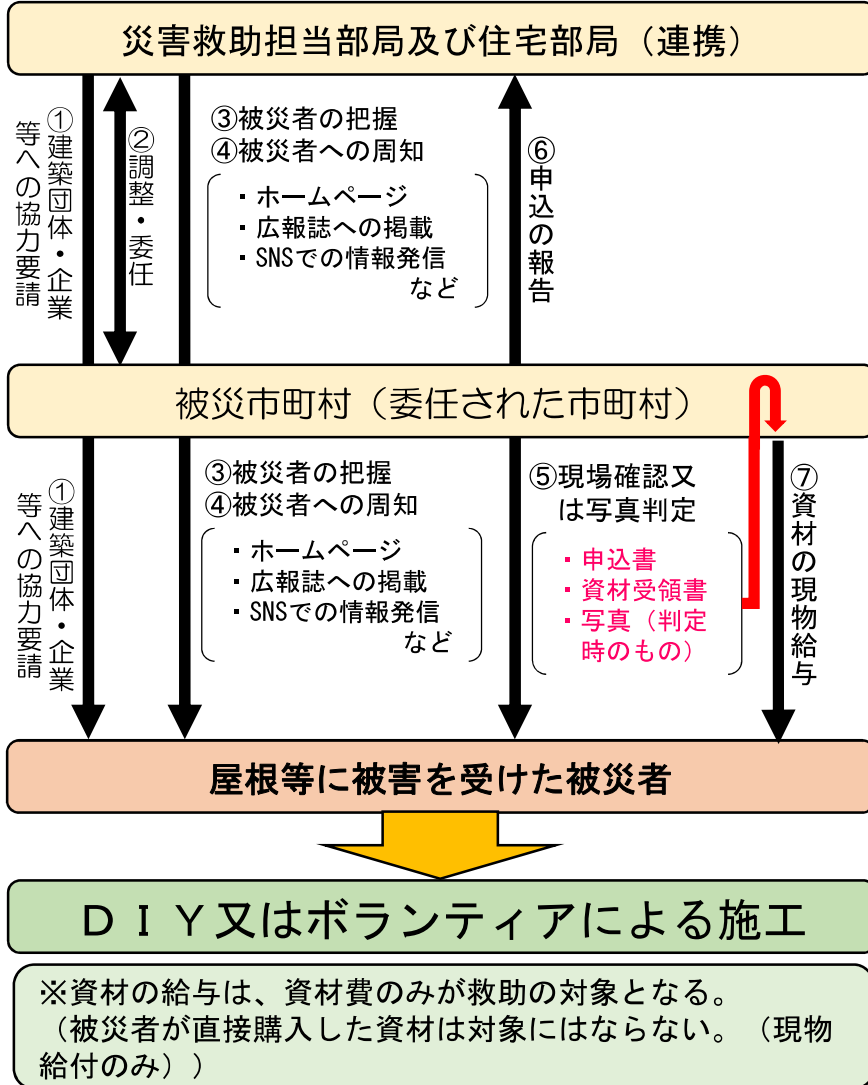 災害救助担当部局及び住宅部局（連携）
①建築団体・企業
等への協力要請
②調整・委任
③被災者の把握
④被災者への周知
・ホームページ
・広報誌への掲載
・SNSでの情報発信
など
⑥申込の報告
被災市町村（委任された市町村）
①建築団体・企業
等への協力要請
③被災者の把握
④被災者への周知
・ホームページ
・広報誌への掲載
・SNSでの情報発信
など
⑤現場確認又
は写真判定
・申込書
・資材受領書
・写真（判定
時のもの）
⑦資材の現物給与
屋根等に被害を受けた被災者
ＤＩＹ又はボランティアによる施工
※資材の給与は、資材費のみが救助の対象となる。
（被災者が直接購入した資材は対象にはならない。（現物
給付のみ））